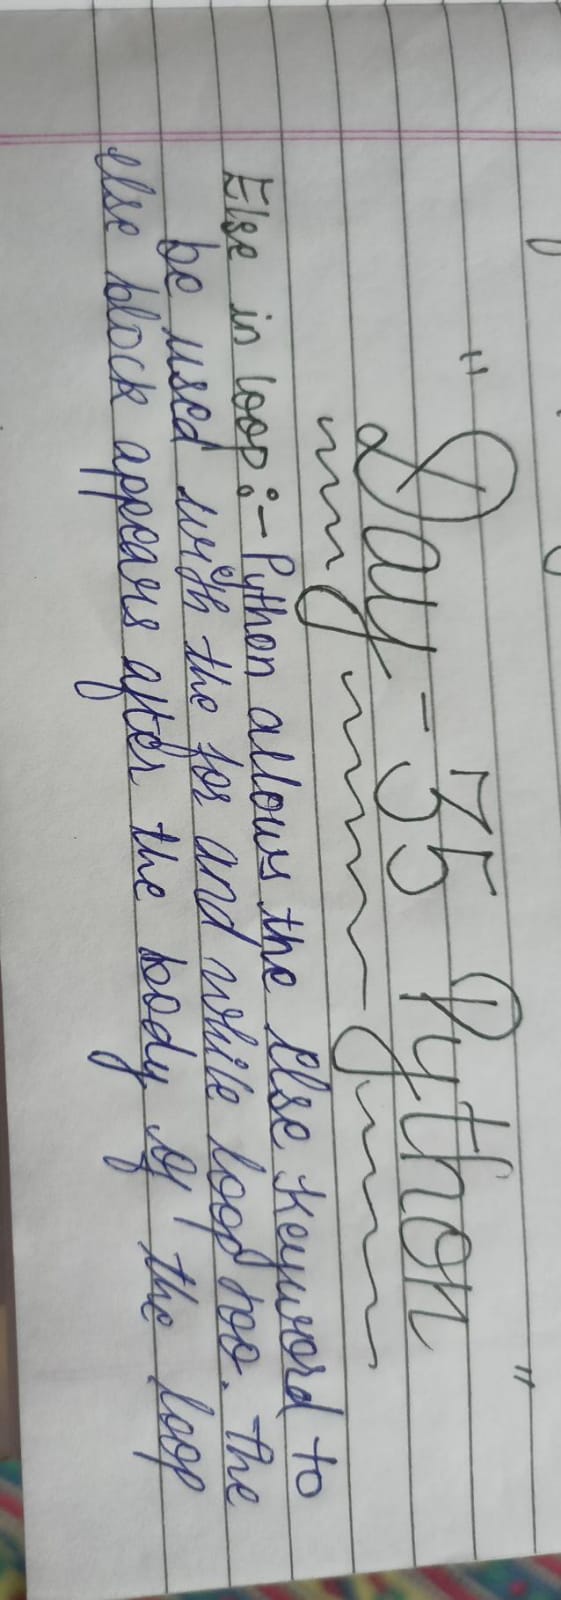 " Day - 35 Python "
Else in loop :- Python allows the else keyword to
be used with the for and while loop too. the
else block appears after the body of the loop